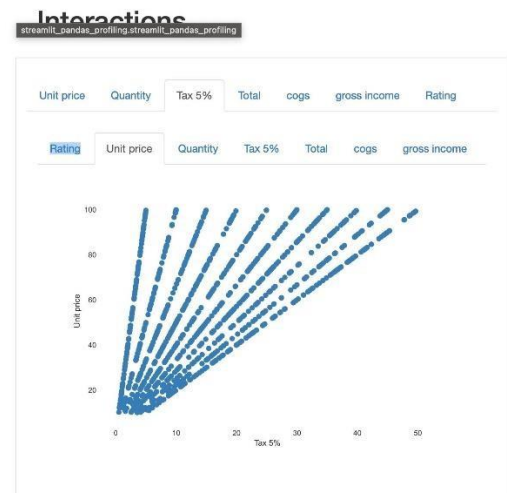 Interactions
streamlit_pandas_profiling.streamlit_pandas_profiling
Unit price Quantity Tax 5% Total cogs gross income Rating
Rating Unit price Quantity Tax 5% Total cogs gross income
100
80
60
40
20
Unit price
0 10 20 30 40 50
Tax 5%